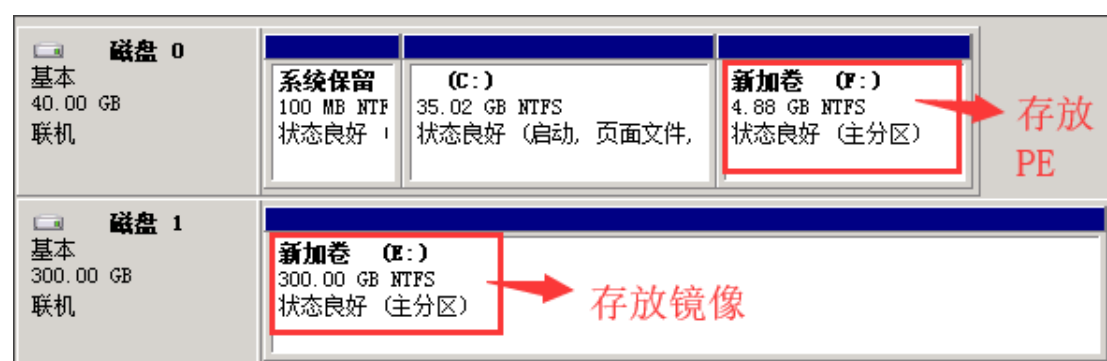 磁盘 0
基本
40.00 GB
联机
系统保留
100 MB NTF
状态良好 (
(C:)
35.02 GB NTFS
状态良好 (启动, 页面文件,
新加卷 (F:)
4.88 GB NTFS
状态良好 (主分区)
存放
PE
磁盘 1
基本
300.00 GB
联机
新加卷 (E:)
300.00 GB NTFS
状态良好 (主分区)
存放镜像